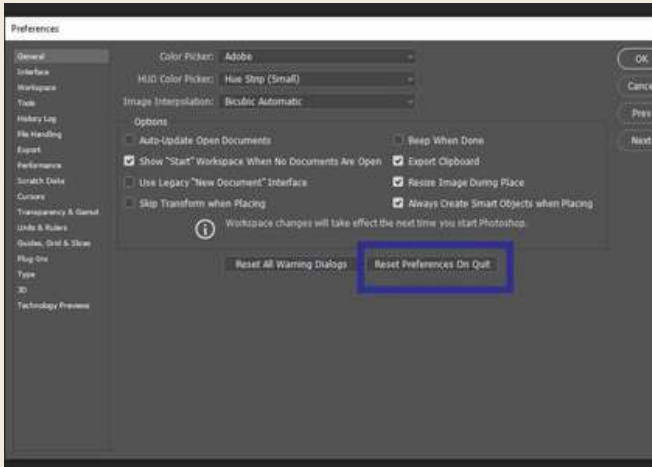 Preferences
General
Interface
Workspace
Tools
History Log
File Handling
Export
Performance
Scratch Disks
Cursors
Transparency & Gamut
Units & Rulers
Guides, Grid & Slices
Plug-Ins
Type
3D
Technology Previews
Color Picker: Adobe
HUD Color Picker: Hue Strip (Small)
Image Interpolation: Bicubic Automatic
Options
Auto-Update Open Documents
Beep When Done
Show "Start" Workspace When No Documents Are Open
Export Clipboard
Use Legacy "New Document" Interface
Resize Image During Place
Skip Transform when Placing
Always Create Smart Objects when Placing
Workspace changes will take effect the next time you start Photoshop.
Reset All Warning Dialogs
Reset Preferences On Quit
OK
Cance
Prev
Next